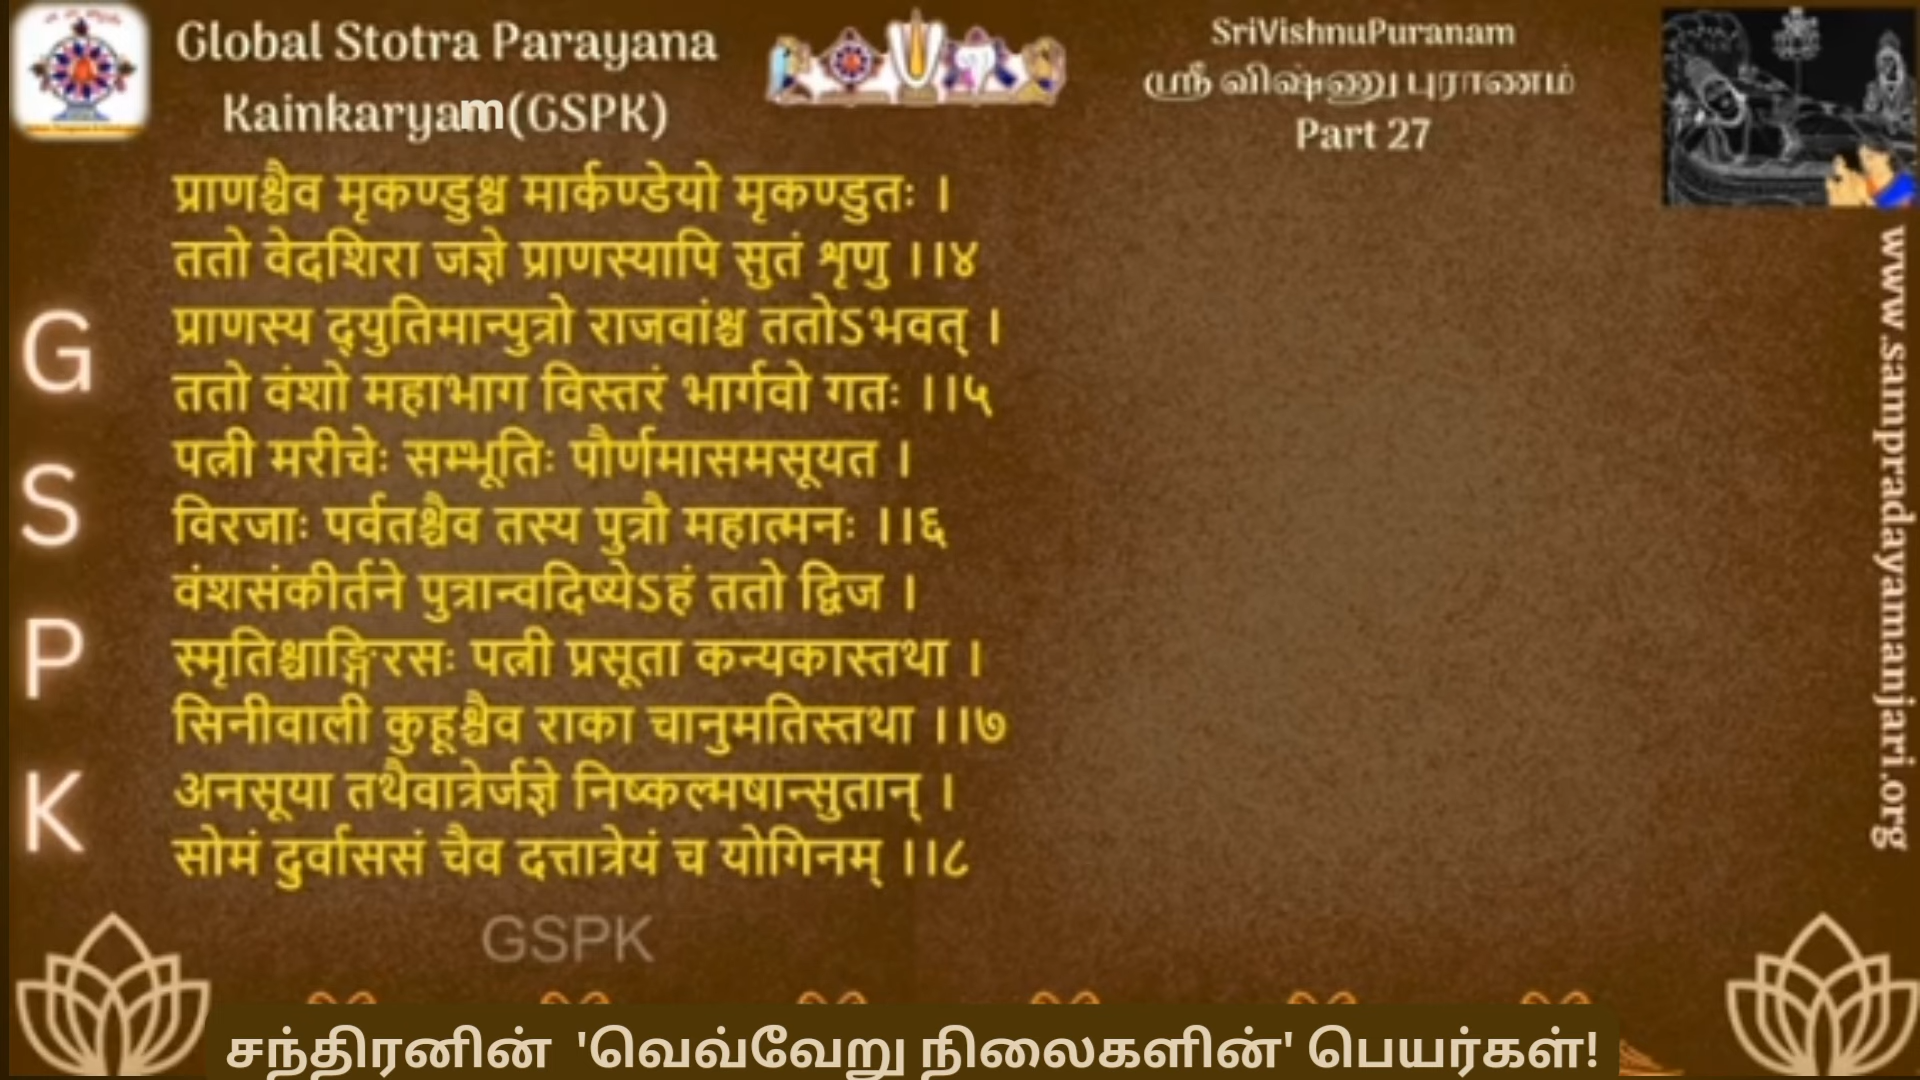 Global Stotra Parayana
Kainkaryam(GSPK)
SriVishnuPuranam
ஸ்ரீ விஷ்ணு புராணம்
Part 27
प्राणश्चैव मृकण्डुश्च मार्कण्डेयो मृकण्डुतः ।
ततो वेदशिरा जज्ञे प्राणस्यापि सुतं शृणु ।।४
प्राणस्य द्युतिमान्पुत्रो राजवांश्च ततोऽभवत् ।
ततो वंशो महाभाग विस्तरं भार्गवो गतः ।।५
पत्नी मरीचेः सम्भूतिः पौर्णमासमसूयत ।
विरजाः पर्वतश्चैव तस्य पुत्रौ महात्मनः ।।६
वंशसंकीर्तने पुत्रान्वदिष्येऽहं ततो द्विज ।
स्मृतिश्चाङ्गिरसः पत्नी प्रसूता कन्यकास्तथा ।
सिनीवाली कुहूश्चैव राका चानुमतिस्तथा ।।७
अनसूया तथैवात्रेर्जज्ञे निष्कल्मषान्सुतान् ।
सोमं दुर्वाससं चैव दत्तात्रेयं च योगिनम् ।।८
G
S
P
K
www.sampradayamanjari.org
GSPK
சந்திரனின் 'வெவ்வேறு நிலைகளின்' பெயர்கள்!